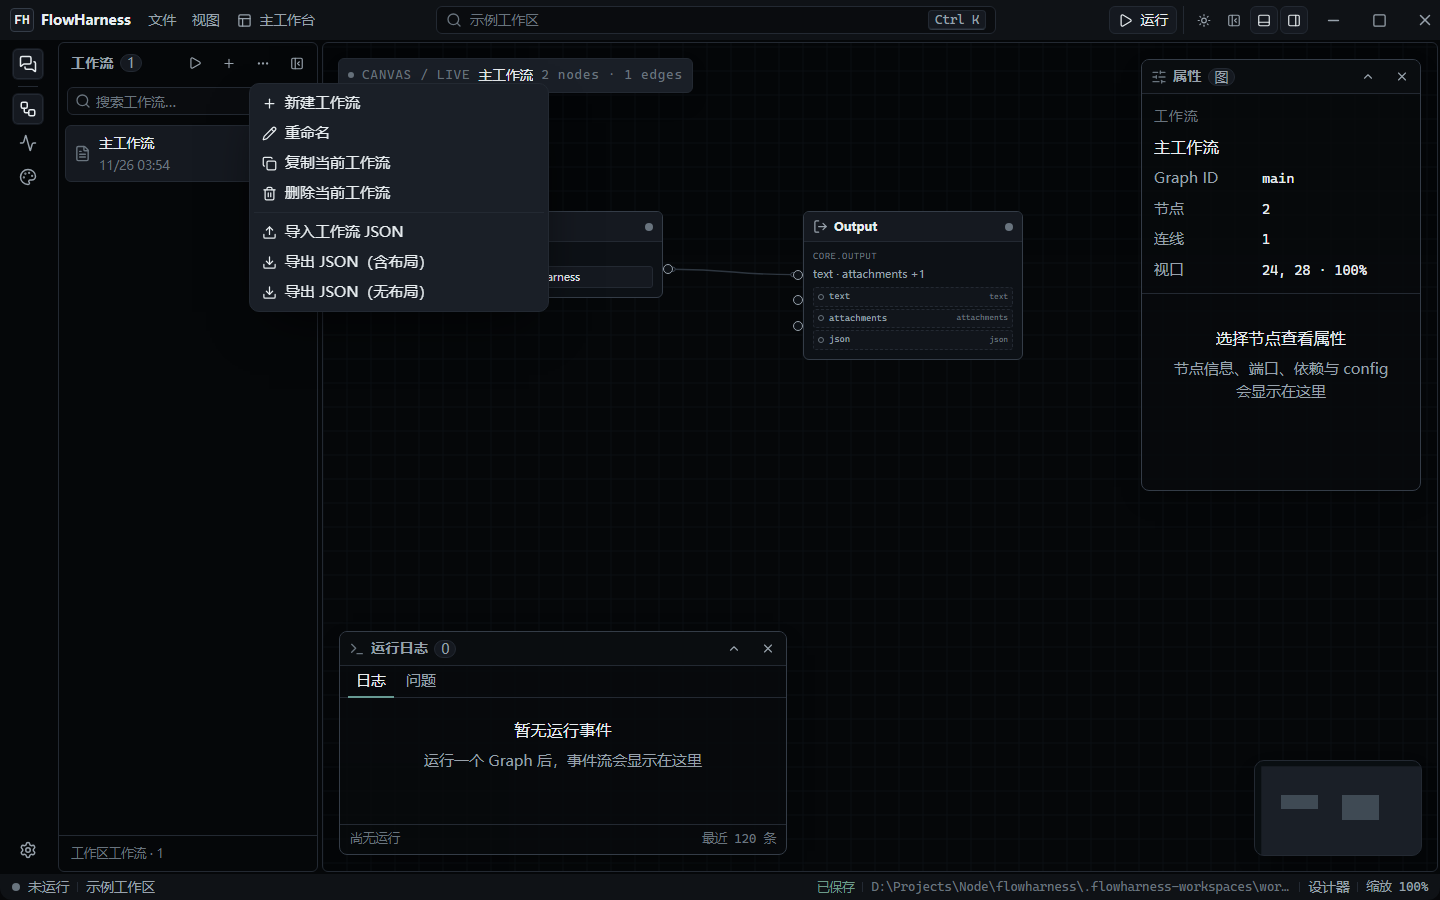 FH FlowHarness 文件 视图 主工作台
示例工作区 Ctrl K
运行
工作流 1
搜索工作流...
主工作流
11/26 03:54
新建工作流
重命名
复制当前工作流
删除当前工作流
导入工作流 JSON
导出 JSON（含布局）
导出 JSON（无布局）
CANVAS / LIVE 主工作流 2 nodes · 1 edges
arness
Output
CORE.OUTPUT
text · attachments +1
text text
attachments attachments
json json
属性 图
工作流
主工作流
Graph ID main
节点 2
连线 1
视口 24, 28 · 100%
选择节点查看属性
节点信息、端口、依赖与 config
会显示在这里
运行日志 0
日志 问题
暂无运行事件
运行一个 Graph 后，事件流会显示在这里
尚无运行 最近 120 条
工作区工作流 · 1
未运行 示例工作区
已保存 D:\Projects\Node\flowharness\.flowharness-workspaces\wor… 设计器 缩放 100%